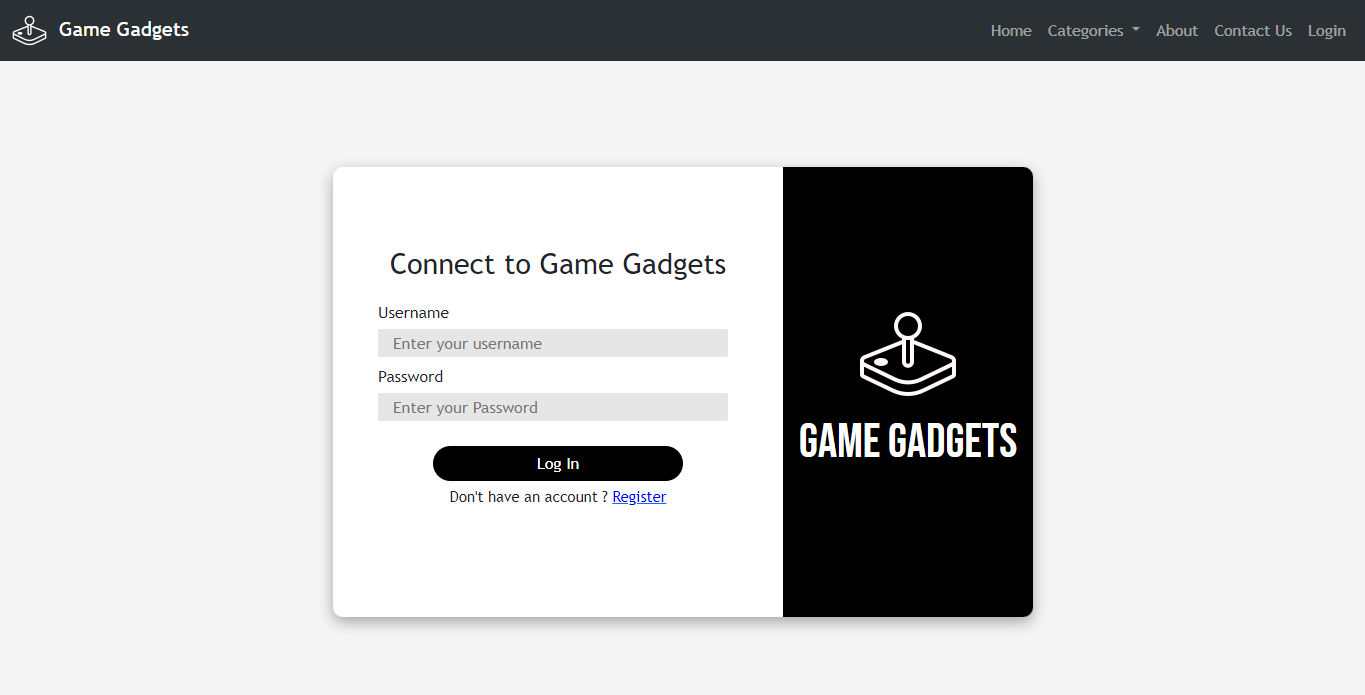 Game Gadgets
Home Categories About Contact Us Login
Connect to Game Gadgets
Username
Enter your username
Password
Enter your Password
Log In
Don't have an account ? Register
GAME GADGETS